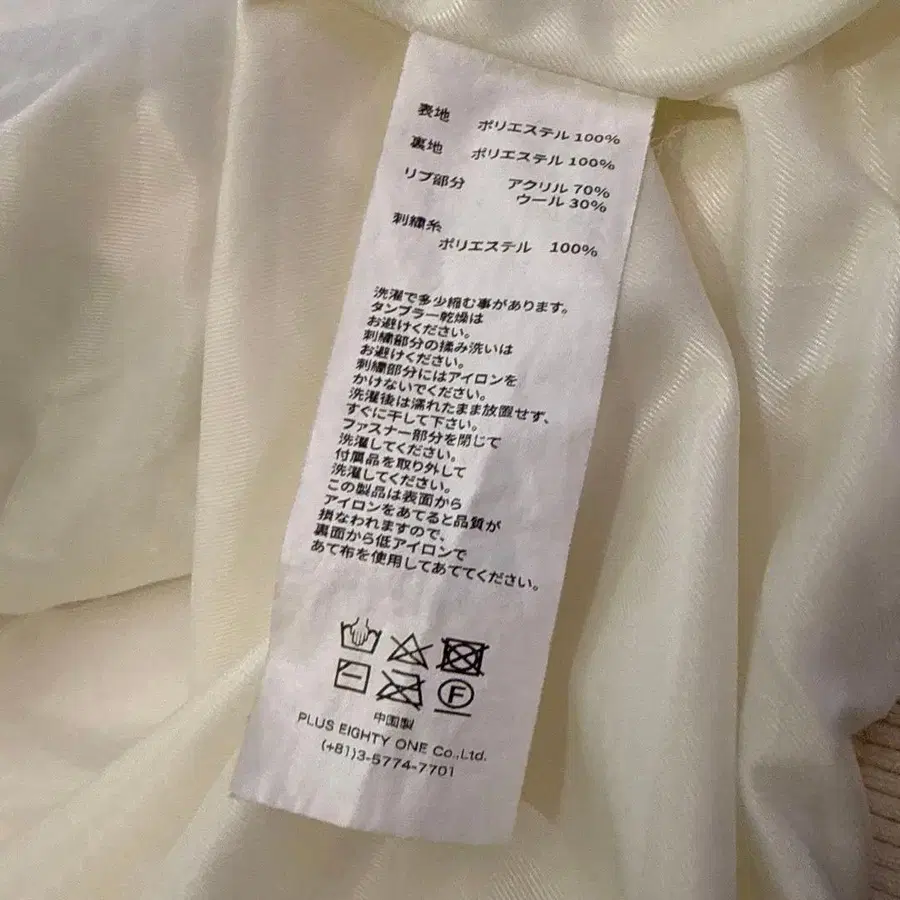 表地 ポリエステル 100%
裏地 ポリエステル 100%
リブ部分 アクリル 70%
ウール 30%
刺繍糸
ポリエステル 100%
洗濯で多少縮む事があります。
タンブラー乾燥は
お避けください。
刺繍部分の揉み洗いは
お避けください。
刺繍部分にはアイロンを
かけないでください。
洗濯後は濡れたまま放置せず、
すぐに干して下さい。
ファスナー部分を閉じて
洗濯してください。
付属品を取り外して
洗濯してください。
この製品は表面から
アイロンをあてると品質が
損なわれますので、
裏面から低アイロンで
あて布を使用してあててください。
F
中国製
PLUS EIGHTY ONE Co.,Ltd.
(+81)3-5774-7701